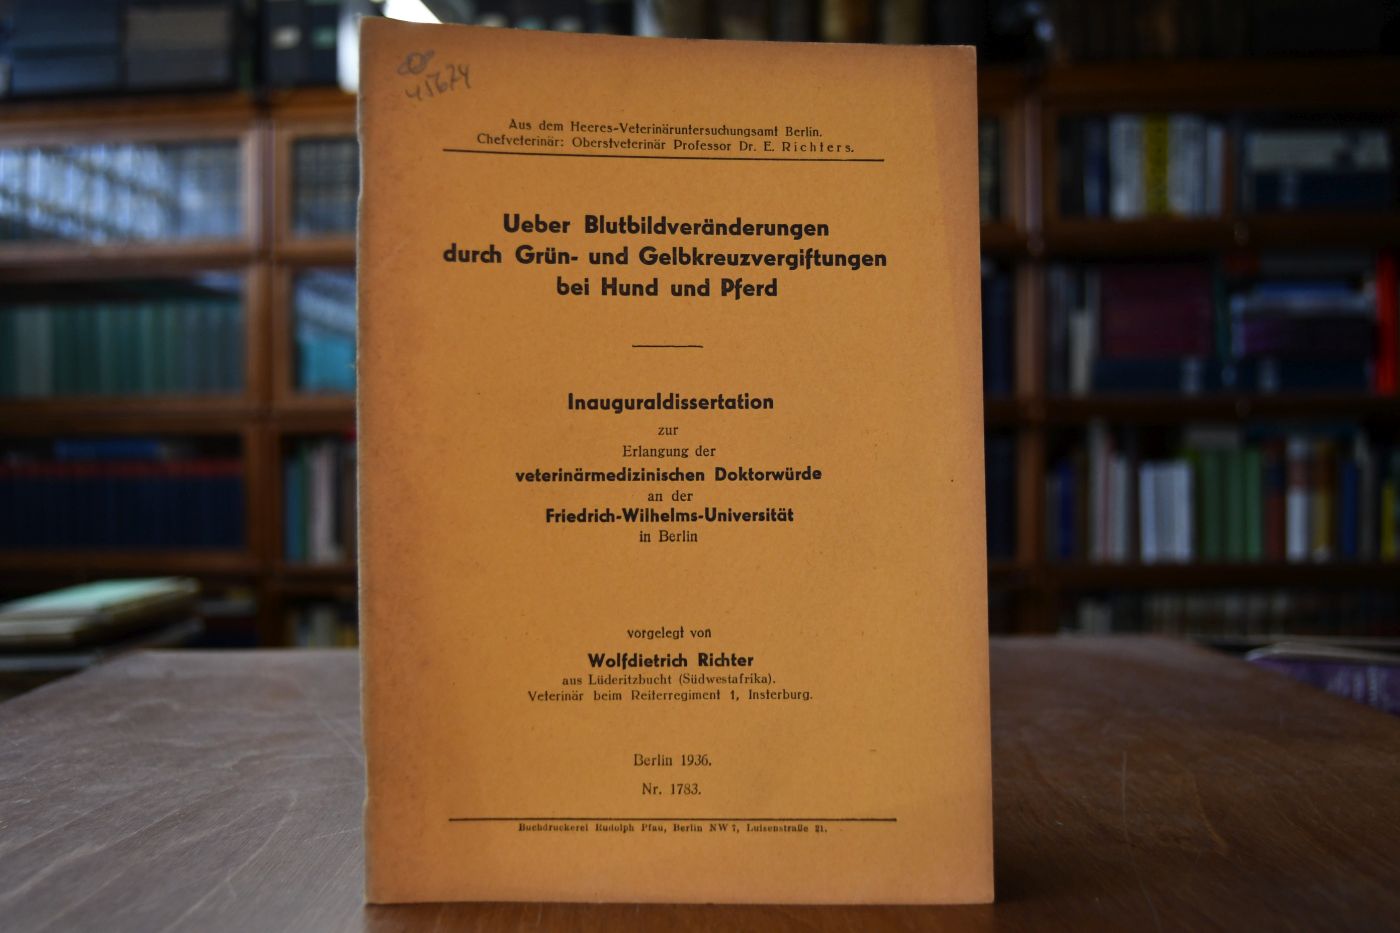 45674
Aus dem Heeres-Veterinäruntersuchungsamt Berlin.
Chefveterinär: Oberstveterinär Professor Dr. E. Richters.
Ueber Blutbildveränderungen
durch Grün- und Gelbkreuzvergiftungen
bei Hund und Pferd
Inauguraldissertation
zur
Erlangung der
veterinärmedizinischen Doktorwürde
an der
Friedrich-Wilhelms-Universität
in Berlin
vorgelegt von
Wolfdietrich Richter
aus Lüderitzbucht (Südwestafrika).
Veterinär beim Reiterregiment 1, Insterburg.
Berlin 1936.
Nr. 1783.
Buchdruckerei Rudolph Pfau, Berlin NW 7, Luisenstraße 21.